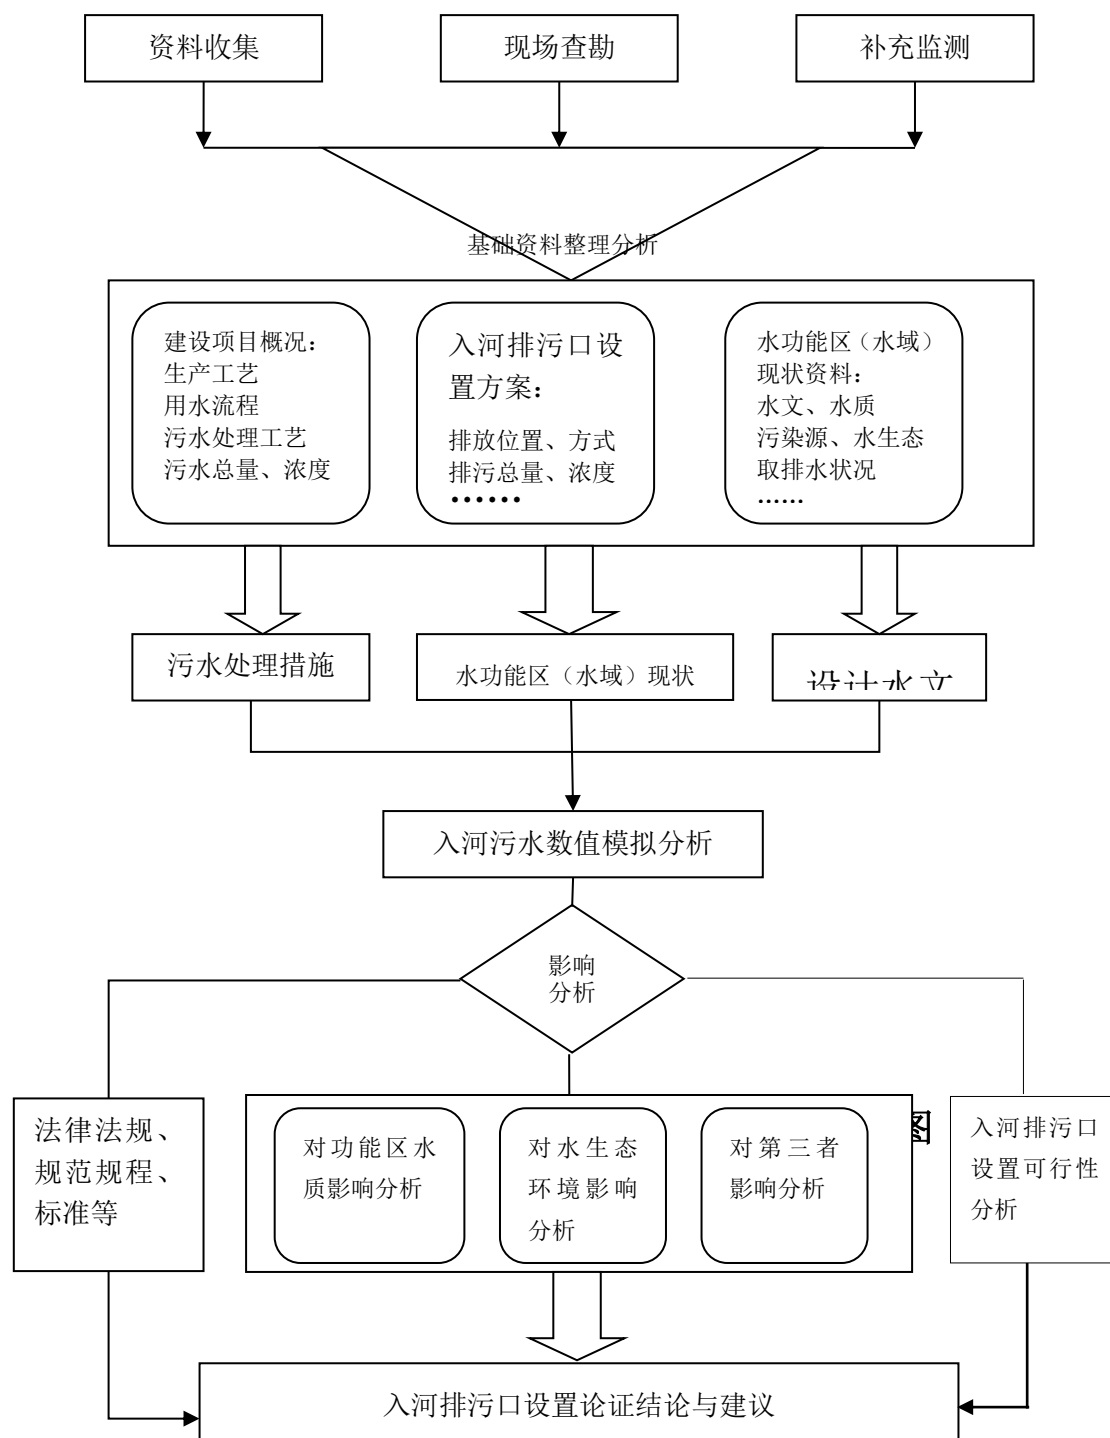 资料收集
现场查勘
补充监测
基础资料整理分析
建设项目概况：
生产工艺
用水流程
污水处理工艺
污水总量、浓度
入河排污口设
置方案：
排放位置、方式
排污总量、浓度
••••••
水功能区（水域）
现状资料：
水文、水质
污染源、水生态
取排水状况
……
污水处理措施
水功能区（水域）现状
设计水文
入河污水数值模拟分析
影响
分析
法律法规、
规范规程、
标准等
对功能区水
质影响分析
对水生态
环境影响
分析
对第三者
影响分析
图
入河排污口
设置可行性
分析
入河排污口设置论证结论与建议